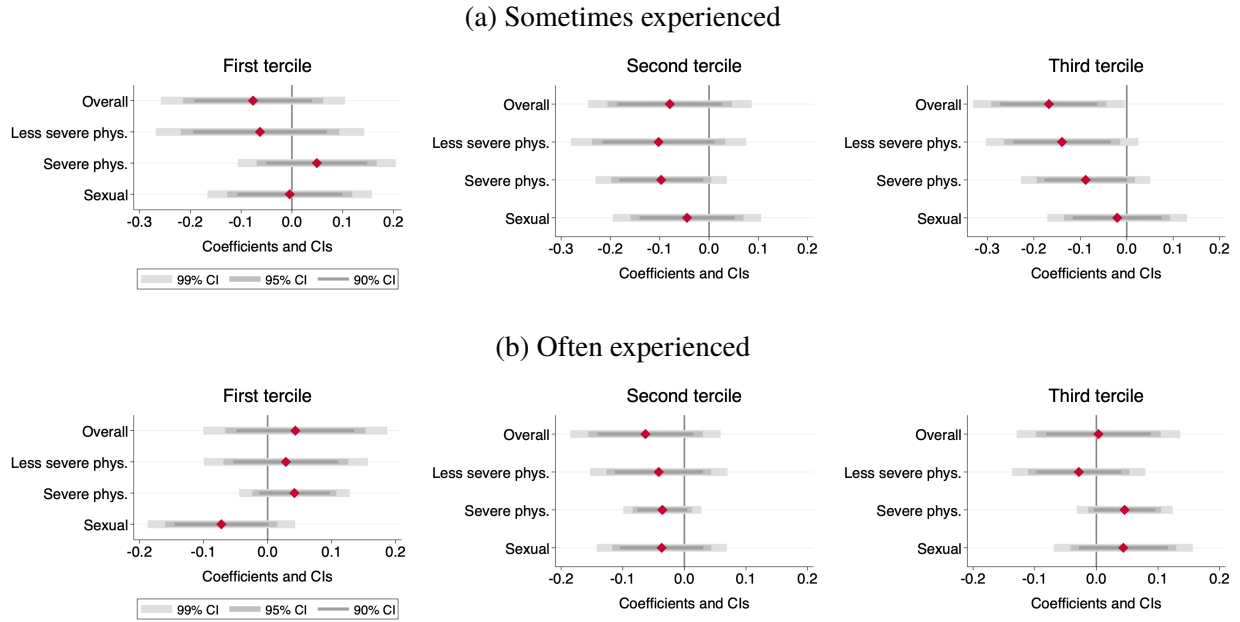 (a) Sometimes experienced
First tercile
Overall
Less severe phys.
Severe phys.
Sexual
-0.3 -0.2 -0.1 0.0 0.1 0.2
Coefficients and CIs
99% CI 95% CI 90% CI
Second tercile
Overall
Less severe phys.
Severe phys.
Sexual
-0.3 -0.2 -0.1 0.0 0.1 0.2
Coefficients and CIs
Third tercile
Overall
Less severe phys.
Severe phys.
Sexual
-0.3 -0.2 -0.1 0.0 0.1 0.2
Coefficients and CIs
(b) Often experienced
First tercile
Overall
Less severe phys.
Severe phys.
Sexual
-0.2 -0.1 0.0 0.1 0.2
Coefficients and CIs
99% CI 95% CI 90% CI
Second tercile
Overall
Less severe phys.
Severe phys.
Sexual
-0.2 -0.1 0.0 0.1 0.2
Coefficients and CIs
Third tercile
Overall
Less severe phys.
Severe phys.
Sexual
-0.2 -0.1 0.0 0.1 0.2
Coefficients and CIs